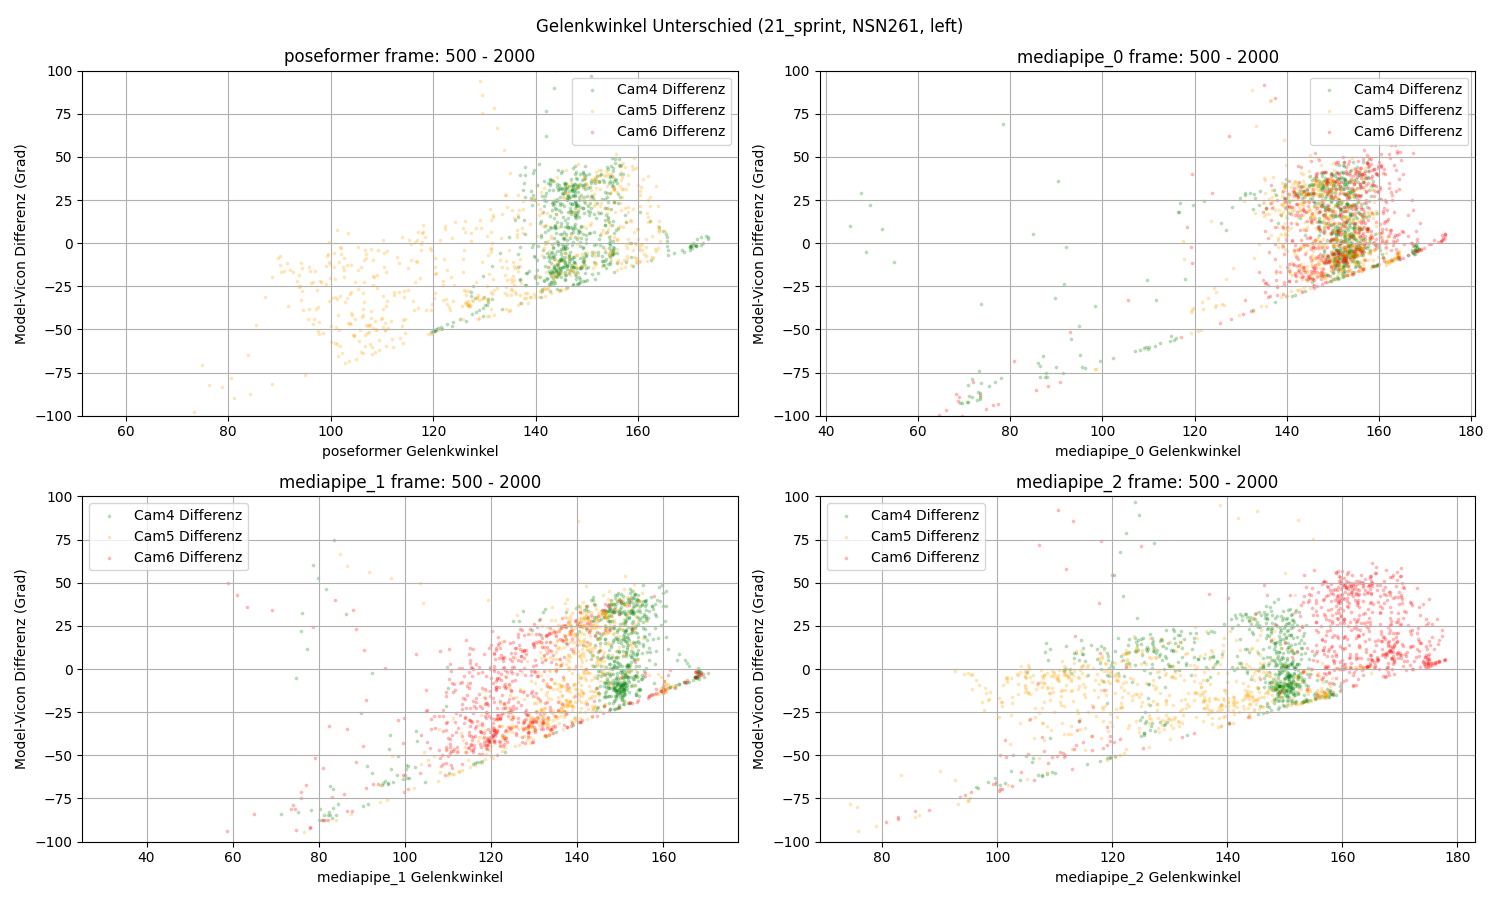 Gelenkwinkel Unterschied (21_sprint, NSN261, left)
poseformer frame: 500 - 2000
100
75
50
25
0
−25
−50
−75
−100
Model-Vicon Differenz (Grad)
Cam4 Differenz
Cam5 Differenz
Cam6 Differenz
60 80 100 120 140 160
poseformer Gelenkwinkel
mediapipe_0 frame: 500 - 2000
100
75
50
25
0
−25
−50
−75
−100
Model-Vicon Differenz (Grad)
Cam4 Differenz
Cam5 Differenz
Cam6 Differenz
40 60 80 100 120 140 160 180
mediapipe_0 Gelenkwinkel
mediapipe_1 frame: 500 - 2000
100
75
50
25
0
−25
−50
−75
−100
Model-Vicon Differenz (Grad)
Cam4 Differenz
Cam5 Differenz
Cam6 Differenz
40 60 80 100 120 140 160
mediapipe_1 Gelenkwinkel
mediapipe_2 frame: 500 - 2000
100
75
50
25
0
−25
−50
−75
−100
Model-Vicon Differenz (Grad)
Cam4 Differenz
Cam5 Differenz
Cam6 Differenz
80 100 120 140 160 180
mediapipe_2 Gelenkwinkel